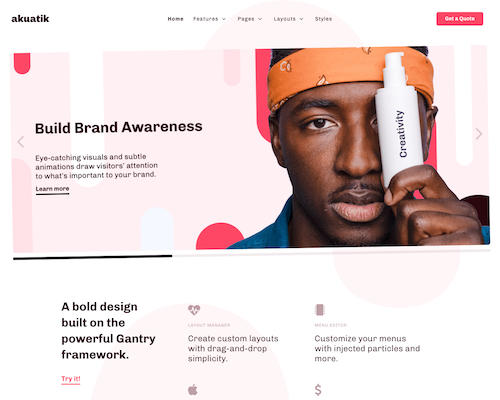 akuatik
Home Features Pages Layouts Styles
Get a Quote
Build Brand Awareness
Eye-catching visuals and subtle
animations draw visitors' attention
to what's important to your brand.
Learn more
Creativity
A bold design
built on the
powerful Gantry
framework.
Try it!
LAYOUT MANAGER
Create custom layouts
with drag-and-drop
simplicity.
MENU EDITOR
Customize your menus
with injected particles and
more.